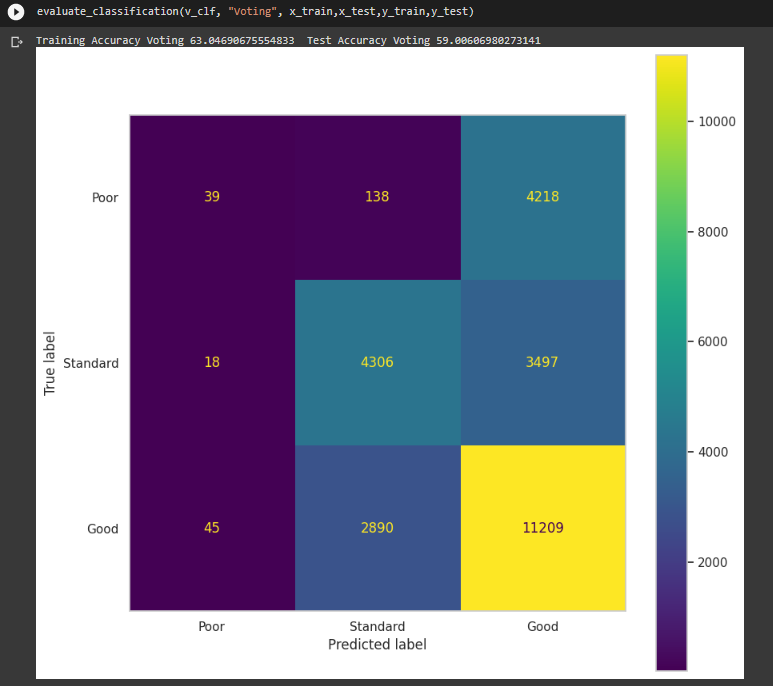 evaluate_classification(v_clf, "Voting", x_train,x_test,y_train,y_test)
Training Accuracy Voting 63.04690675554833 Test Accuracy Voting 59.00606980273141
10000
Poor 39 138 4218
8000
6000
True label
Standard 18 4306 3497
4000
Good 45 2890 11209
2000
Poor Standard Good
Predicted label